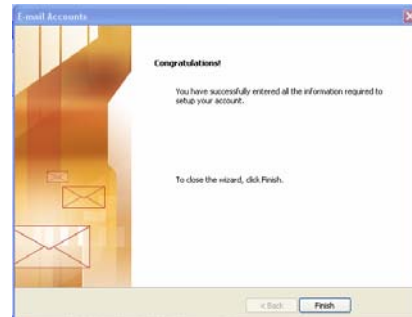 E-mail Accounts
Congratulations!
You have successfully entered all the information required to
setup your account.
To close the wizard, click Finish.
< Back
Finish